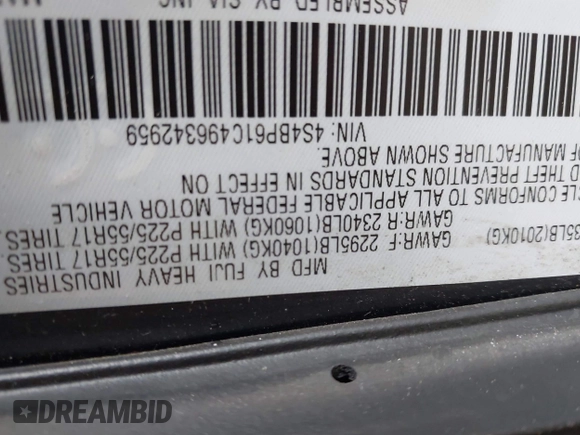 MFD BY FUJI HEAVY INDUSTRIES
35LB(2010KG) GAWR:F 2295LB(1040KG) WITH P225/55R17 TIRES
GAWR:R 2340LB(1060KG) WITH P225/55R17 TIRES
CLE CONFORMS TO ALL APPLICABLE FEDERAL MOTOR VEHICLE
D THEFT PREVENTION STANDARDS IN EFFECT ON
OF MANUFACTURE SHOWN ABOVE.
VIN: 4S4BP61C496342959
ASSEMBLED BY SIA, INC.
DREAMBID